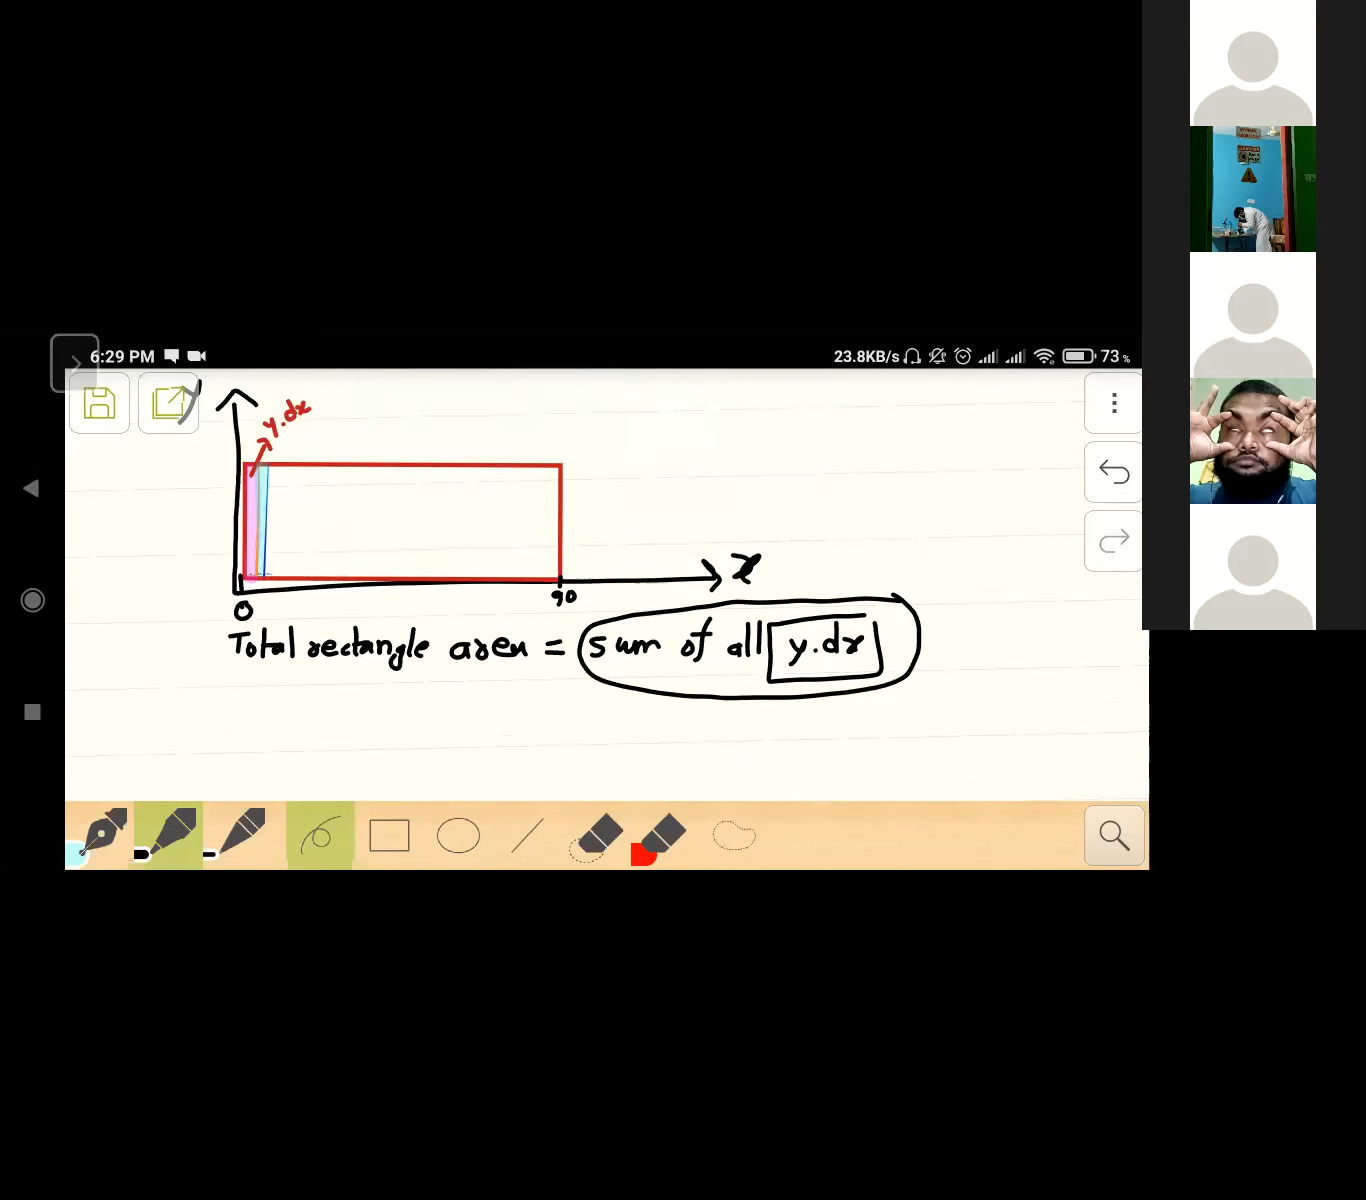 6:29 PM
23.8KB/s 73 %
y
y.dx
x
0
90
Total rectangle area = sum of all y.dx